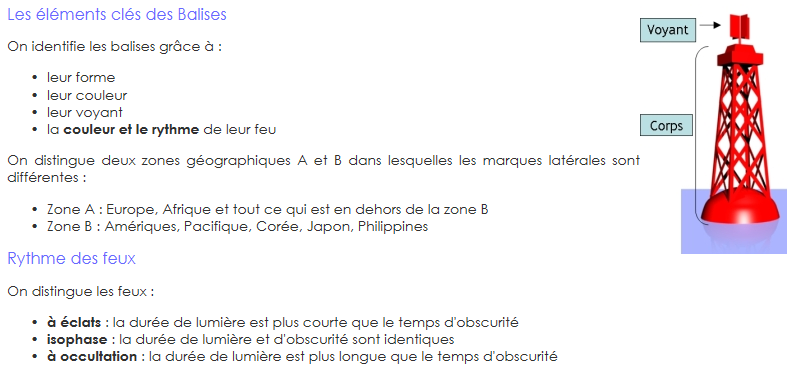 Les éléments clés des Balises
On identifie les balises grâce à :
• leur forme
• leur couleur
• leur voyant
• la couleur et le rythme de leur feu
On distingue deux zones géographiques A et B dans lesquelles les marques latérales sont
différentes :
• Zone A : Europe, Afrique et tout ce qui est en dehors de la zone B
• Zone B : Amériques, Pacifique, Corée, Japon, Philippines
Rythme des feux
On distingue les feux :
• à éclats : la durée de lumière est plus courte que le temps d'obscurité
• isophase : la durée de lumière et d'obscurité sont identiques
• à occultation : la durée de lumière est plus longue que le temps d'obscurité
Voyant
Corps